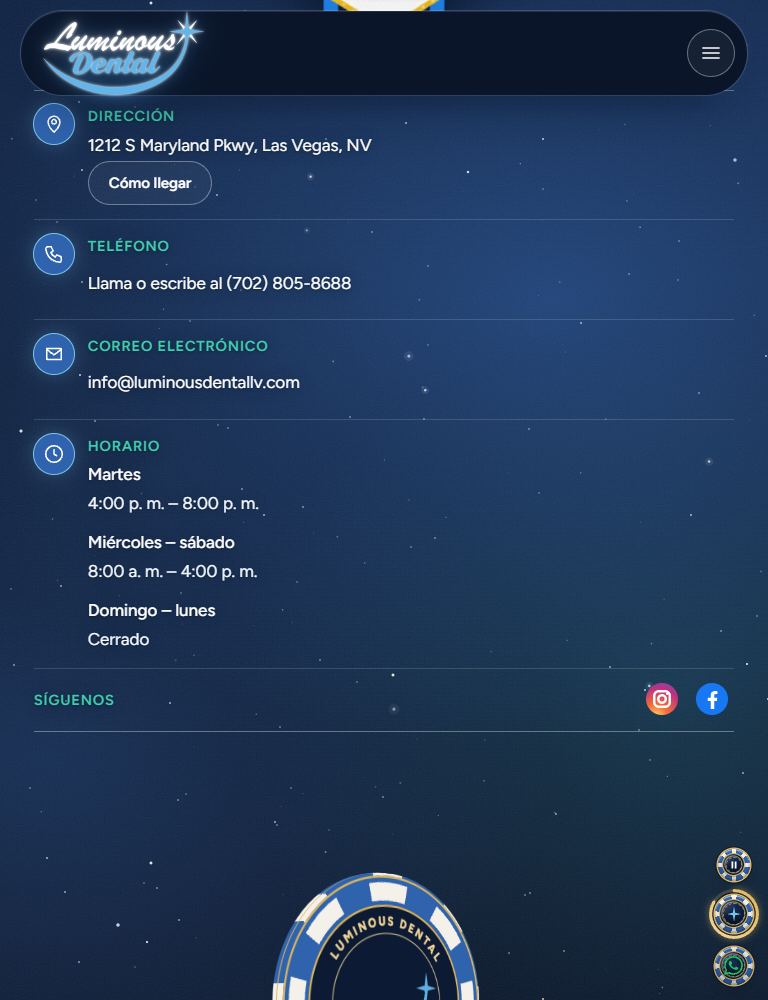 Luminous
Dental
DIRECCIÓN
1212 S Maryland Pkwy, Las Vegas, NV
Cómo llegar
TELÉFONO
Llama o escribe al (702) 805-8688
CORREO ELECTRÓNICO
info@luminousdentallv.com
HORARIO
Martes
4:00 p. m. – 8:00 p. m.
Miércoles – sábado
8:00 a. m. – 4:00 p. m.
Domingo – lunes
Cerrado
SÍGUENOS
LUMINOUS DENTAL